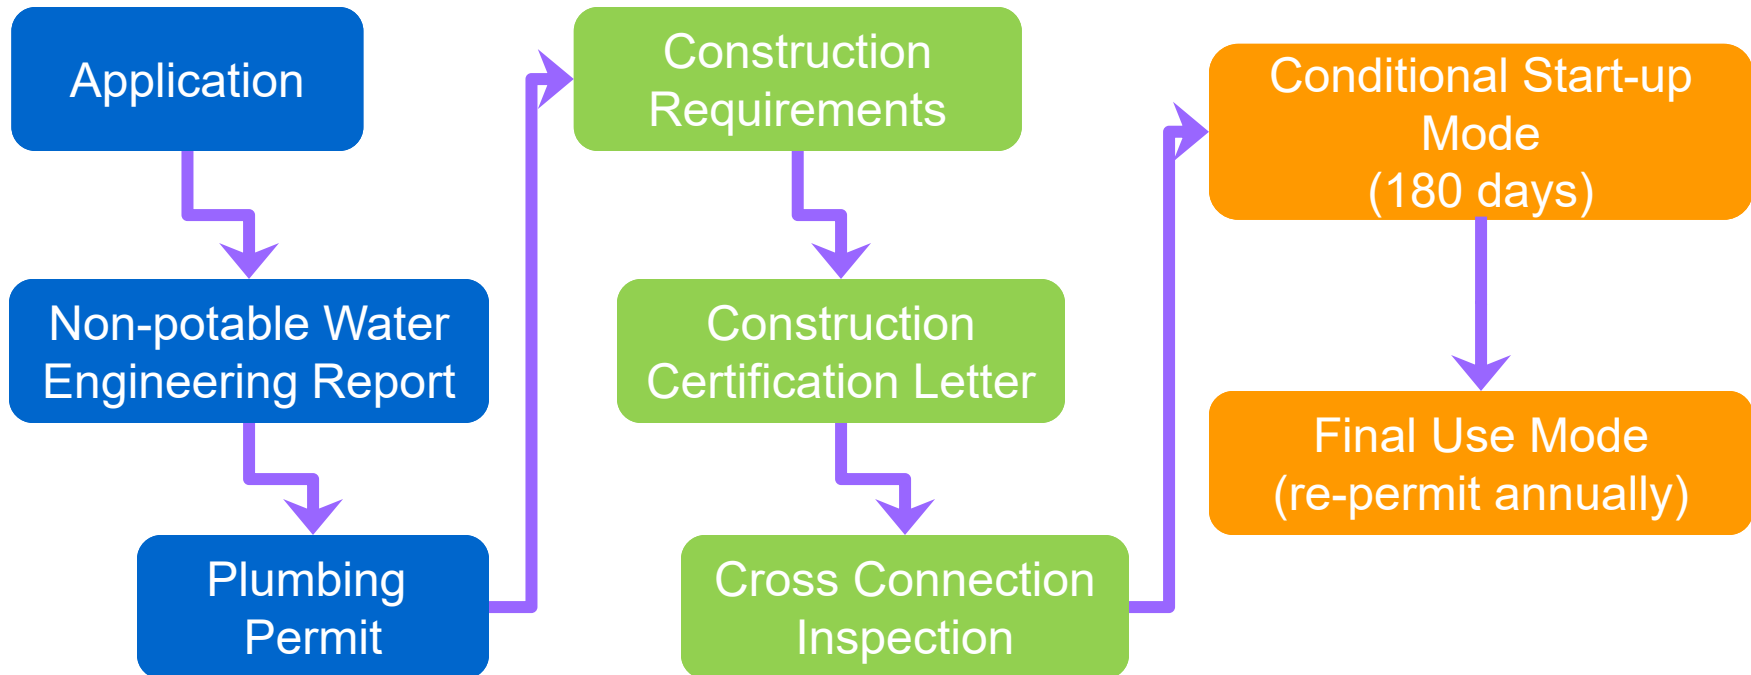 Application
Non-potable Water
Engineering Report
Plumbing
Permit
Construction
Requirements
Construction
Certification Letter
Cross Connection
Inspection
Conditional Start-up
Mode
(180 days)
Final Use Mode
(re-permit annually)